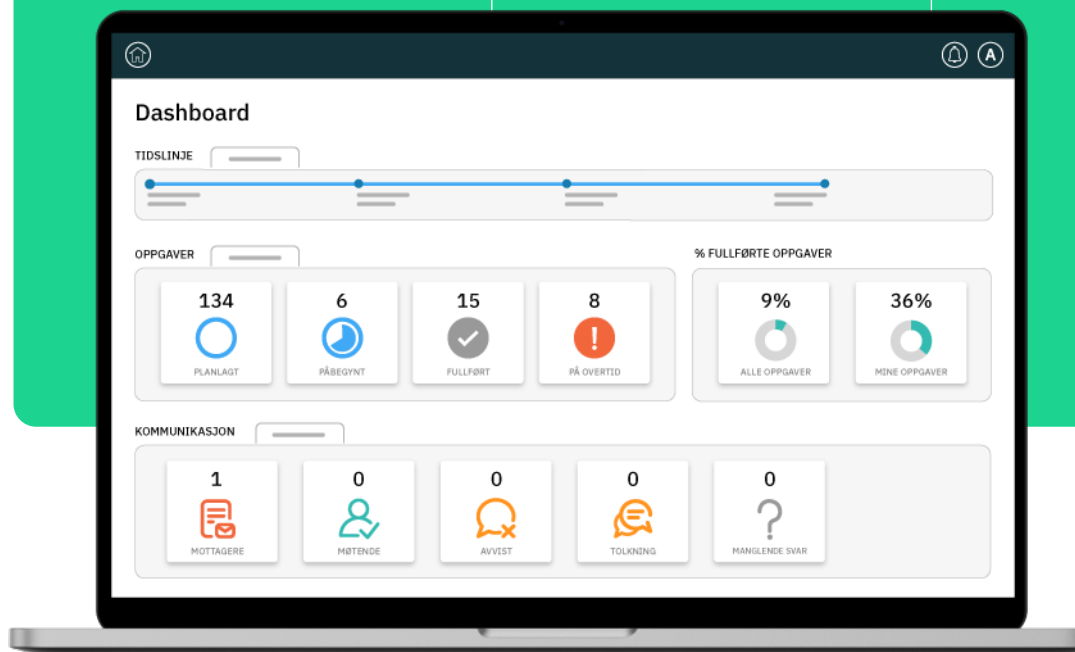 A
Dashboard
TIDSLINJE
OPPGAVER
134
PLANLAGT
6
PÅBEGYNT
15
FULLFØRT
8
PÅ OVERTID
% FULLFØRTE OPPGAVER
9%
ALLE OPPGAVER
36%
MINE OPPGAVER
KOMMUNIKASJON
1
MOTTAGERE
0
MØTENDE
0
AVVIST
0
TOLKNING
0
MANGLENDE SVAR